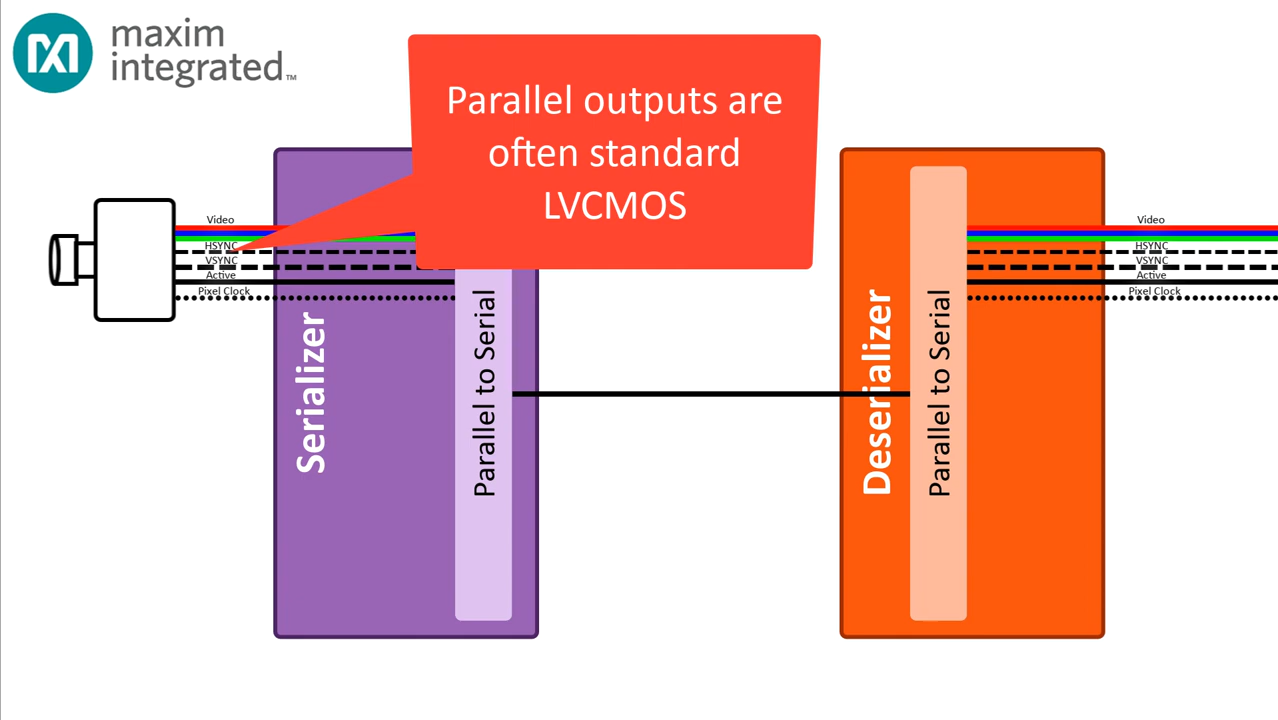 maxim
integrated™
Parallel outputs are
often standard
LVCMOS
Video
HSYNC
VSYNC
Active
Pixel Clock
Serializer
Parallel to Serial
Deserializer
Parallel to Serial
Video
HSYNC
VSYNC
Active
Pixel Clock